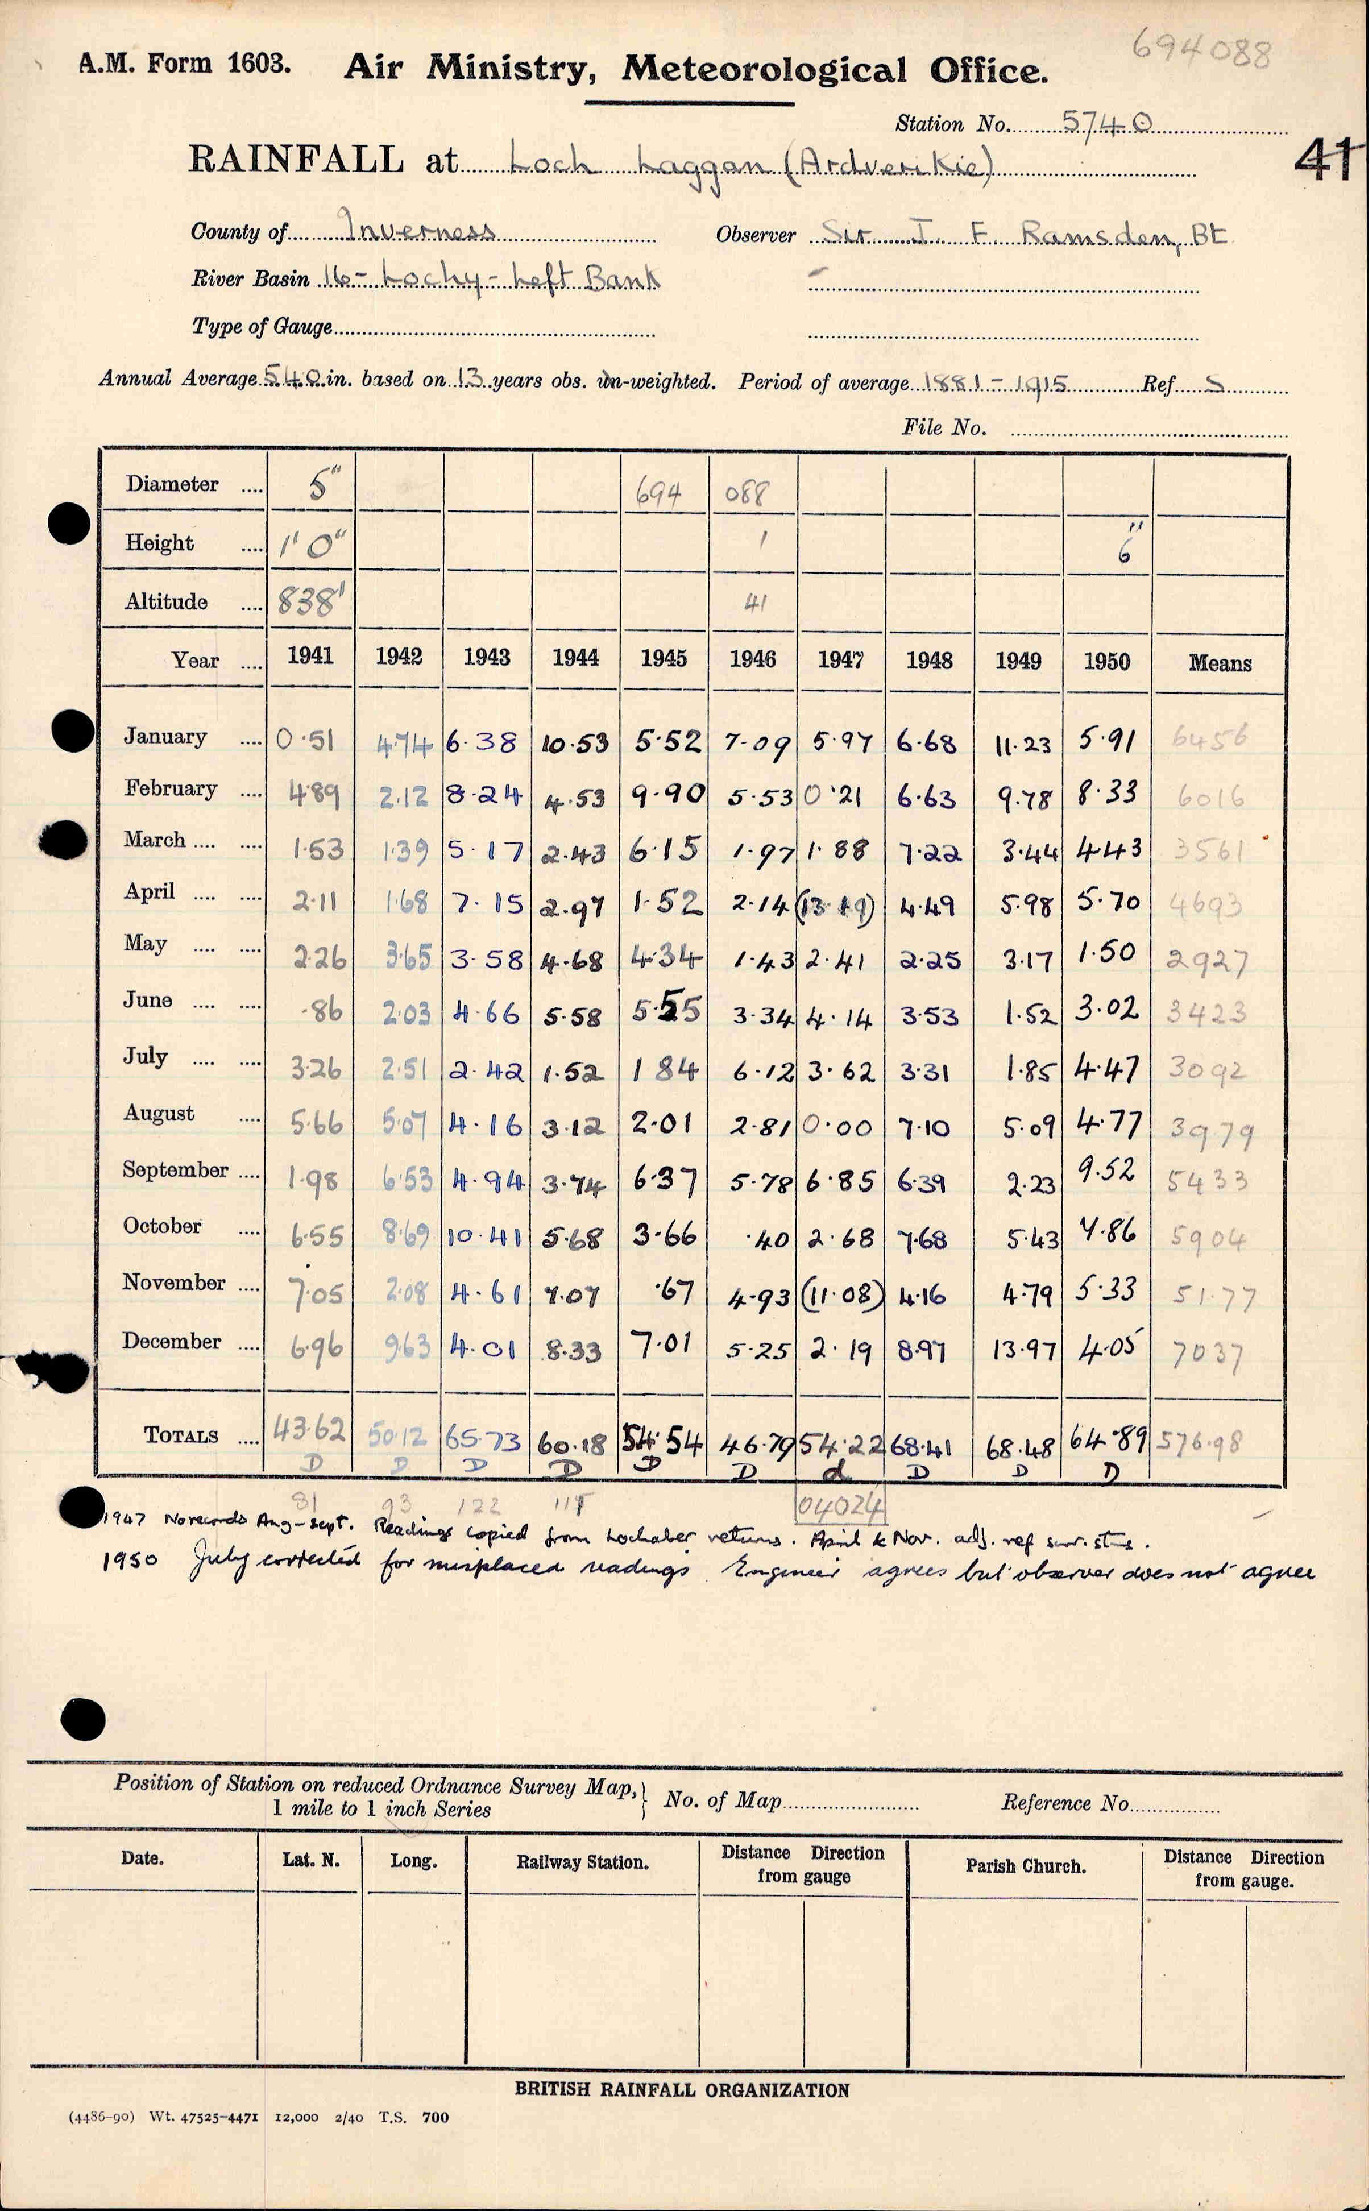 694088
A.M. Form 1603. Air Ministry, Meteorological Office.
Station No. 5740
RAINFALL at Loch Laggan (Ardverikie) 41
County of Inverness Observer Sir J. F. Ramsden, Bt
River Basin 16 - Lochy - Left Bank
Type of Gauge
Annual Average 54.0 in. based on 13 years obs. un-weighted. Period of average 1881 - 1915 Ref. S
File No.
Diameter .... 5" 694 088
Height .... 1' 0" 1 6"
Altitude .... 838' 41
Year .... 1941 1942 1943 1944 1945 1946 1947 1948 1949 1950 Means
January .... 0.51 4.74 6.38 10.53 5.52 7.09 5.97 6.68 11.23 5.91 6456
February .... 4.89 2.12 8.24 4.53 9.90 5.53 0.21 6.63 9.78 8.33 6016
March .... .... 1.53 1.39 5.17 2.43 6.15 1.97 1.88 7.22 3.44 4.43 3561
April .... .... 2.11 1.68 7.15 2.97 1.52 2.14 (13.19) 4.49 5.98 5.70 4693
May .... .... 2.26 3.65 3.58 4.68 4.34 1.43 2.41 2.25 3.17 1.50 2927
June .... .... .86 2.03 4.66 5.58 5.55 3.34 4.14 3.53 1.52 3.02 3423
July .... .... 3.26 2.51 2.42 1.52 1 84 6.12 3.62 3.31 1.85 4.47 3092
August .... 5.66 5.07 4.16 3.12 2.01 2.81 0.00 7.10 5.09 4.77 3979
September .... 1.98 6.53 4.94 3.74 6.37 5.78 6.85 6.39 2.23 9.52 5433
October .... 6.55 8.69 10.41 5.68 3.66 .40 2.68 7.68 5.43 7.86 5904
November .... 7.05 2.08 4.61 7.07 .67 4.93 (11.08) 4.16 4.79 5.33 5177
December .... 6.96 9.63 4.01 8.33 7.01 5.25 2.19 8.97 13.97 4.05 7037
TOTALS .... 43.62 50.12 65.73 60.18 54.54 46.79 54.22 68.41 68.48 64.89 576.98
D D D D D D d D D D
81 93 122 111 04024
1947 No records Aug-Sept. Readings copied from Lochaber returns. April & Nov. adj. ref surr. stns.
1950 July corrected for misplaced readings Engineer agrees but observer does not agree
Position of Station on reduced Ordnance Survey Map, } No. of Map Reference No.
1 mile to 1 inch Series
Date. Lat. N. Long. Railway Station. Distance Direction from gauge Parish Church. Distance Direction from gauge.
BRITISH RAINFALL ORGANIZATION
(4486-90) Wt. 47525-4471 12,000 2/40 T.S. 700